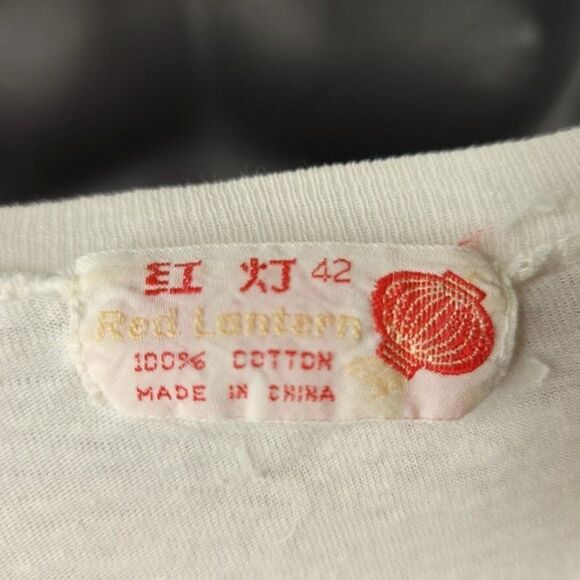 红 灯 42
Red Lantern
100% COTTON
MADE IN CHINA